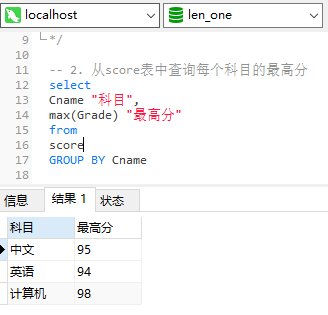 localhost len_one
9 */
10
11 -- 2. 从score表中查询每个科目的最高分
12 select
13 Cname "科目",
14 max(Grade) "最高分"
15 from
16 score
17 GROUP BY Cname
18
信息 结果 1 状态
科目 最高分
中文 95
英语 94
计算机 98